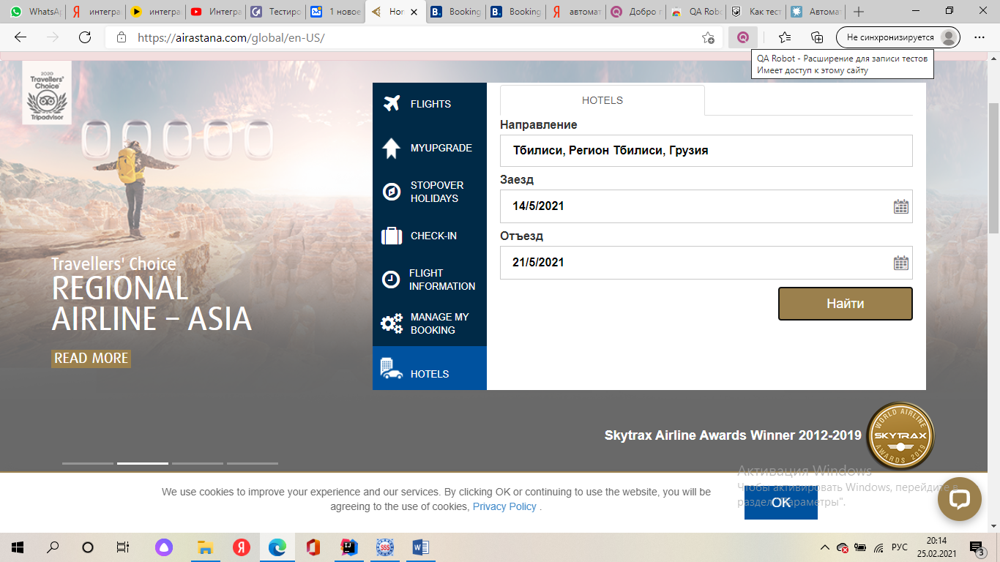 WhatsA
интегра
интегра
Интегра
Тестиро
1 новое
Hor
Booking
Booking
автомат
Добро п
QA Robo
Как тест
Автомат
https://airastana.com/global/en-US/
Не синхронизируется
QA Robot - Расширение для записи тестов
Имеет доступ к этому сайту
2020
Travellers'
Choice
Tripadvisor
FLIGHTS
MYUPGRADE
STOPOVER
HOLIDAYS
CHECK-IN
FLIGHT
INFORMATION
MANAGE MY
BOOKING
HOTELS
HOTELS
Направление
Тбилиси, Регион Тбилиси, Грузия
Заезд
14/5/2021
Отъезд
21/5/2021
Найти
Travellers' Choice
REGIONAL
AIRLINE – ASIA
READ MORE
Skytrax Airline Awards Winner 2012-2019
WORLD AIRLINE
SKYTRAX
AWARDS 2019
Активация Windows
Чтобы активировать Windows, перейдите в
раздел "Параметры".
We use cookies to improve your experience and our services. By clicking OK or continuing to use the website, you will be
agreeing to the use of cookies, Privacy Policy .
OK
SSS
РУС
20:14
25.02.2021
3